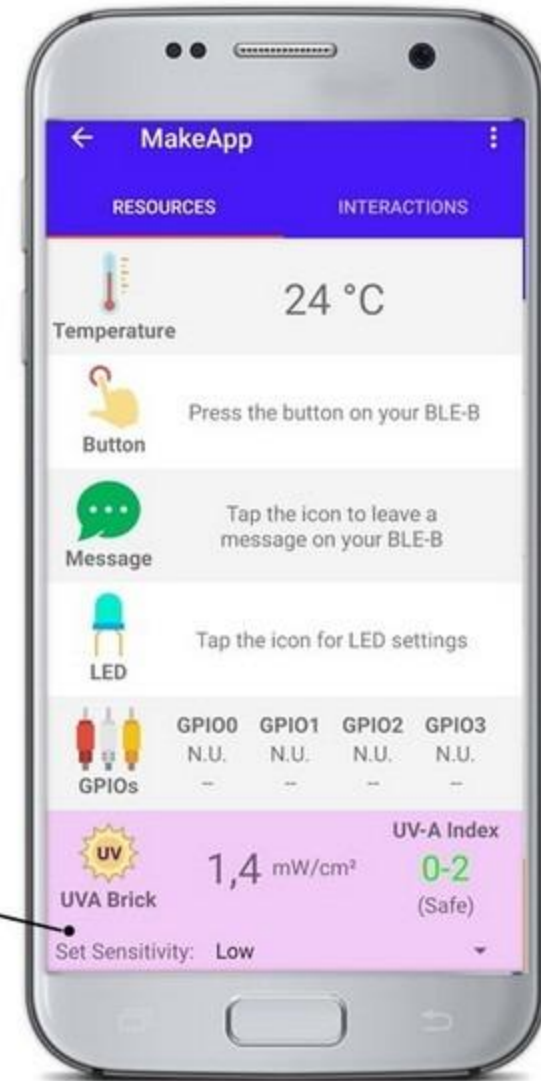 MakeApp
RESOURCES INTERACTIONS
Temperature
24 °C
Button
Press the button on your BLE-B
Message
Tap the icon to leave a
message on your BLE-B
LED
Tap the icon for LED settings
GPIOs
GPIO0 GPIO1 GPIO2 GPIO3
N.U. N.U. N.U. N.U.
-- -- -- --
UV
UVA Brick
1,4 mW/cm²
UV-A Index
0-2
(Safe)
Set Sensitivity: Low